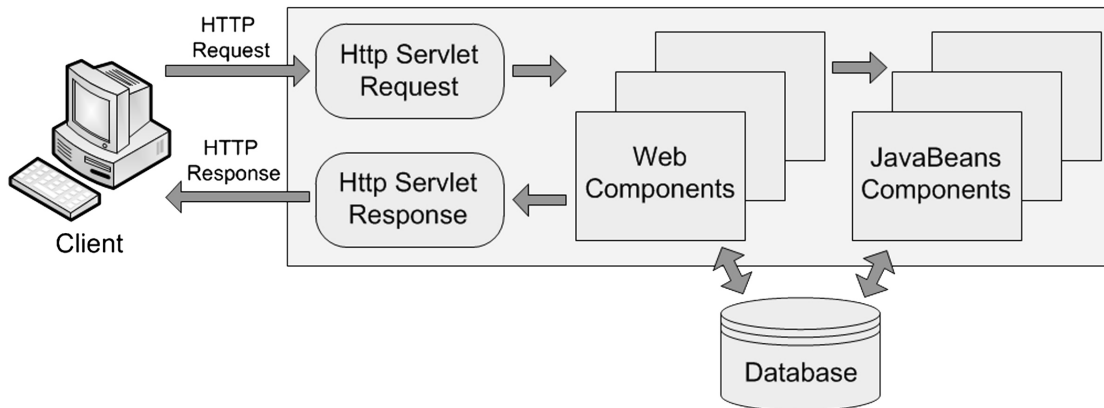 HTTP
Request
Http Servlet
Request
HTTP
Response
Http Servlet
Response
Client
Web
Components
JavaBeans
Components
Database